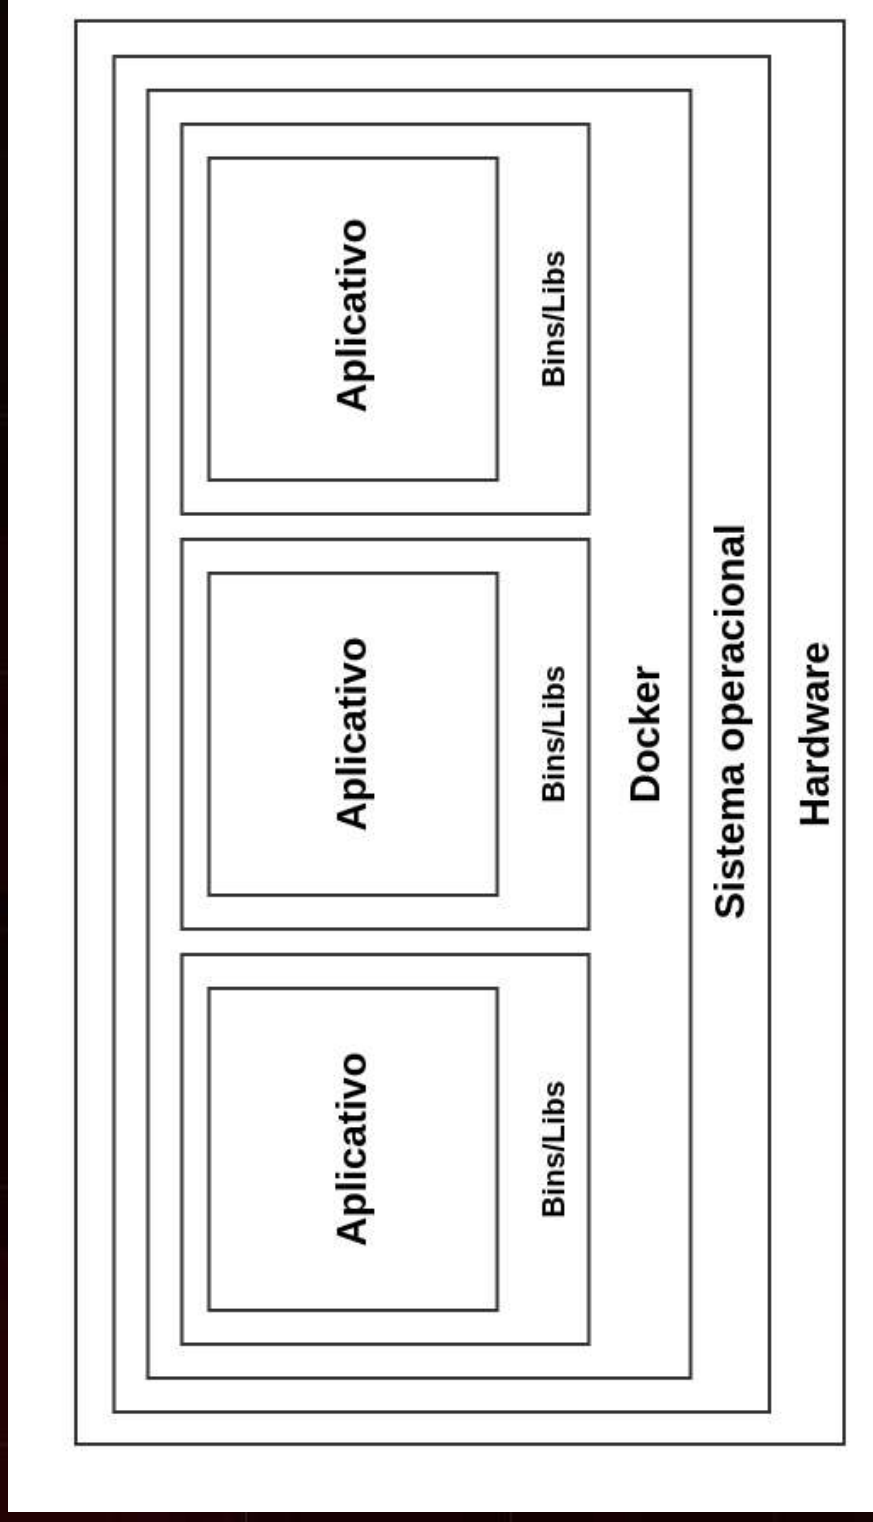 Aplicativo
Aplicativo
Aplicativo
Bins/Libs
Bins/Libs
Bins/Libs
Docker
Sistema operacional
Hardware